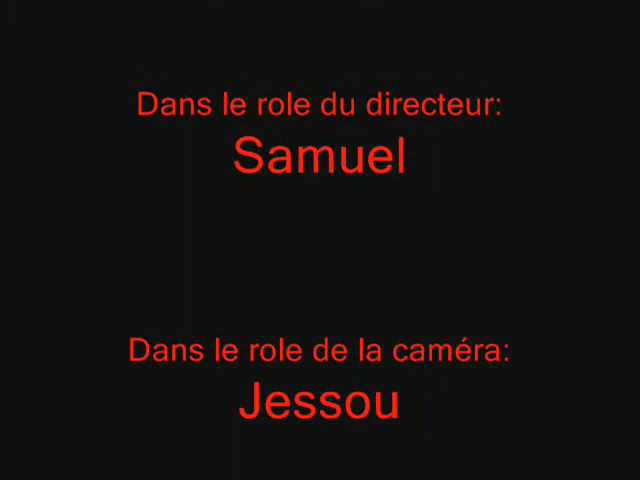 Dans le role du directeur:
Samuel
Dans le role de la caméra:
Jessou